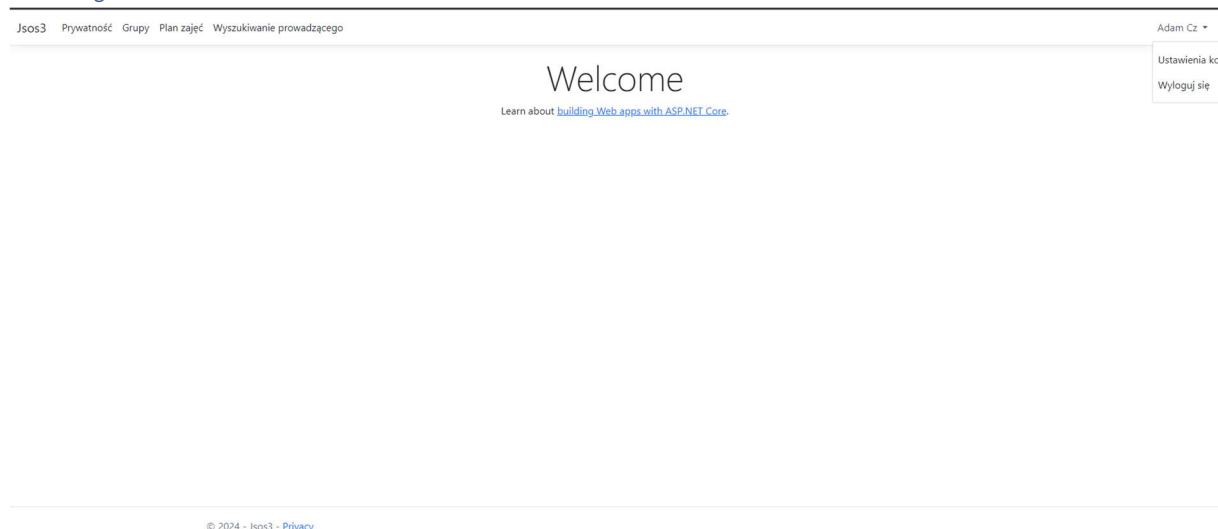 Jsos3 Prywatność Grupy Plan zajęć Wyszukiwanie prowadzącego Adam Cz
Ustawienia
Wyloguj się
Welcome
Learn about building Web apps with ASP.NET Core.
© 2024 - Jsos3 - Privacy